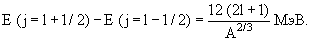 E (j = l + 1/2) − E (j = l − 1/2) = 12 (2l + 1) / A^{2/3} МэВ.